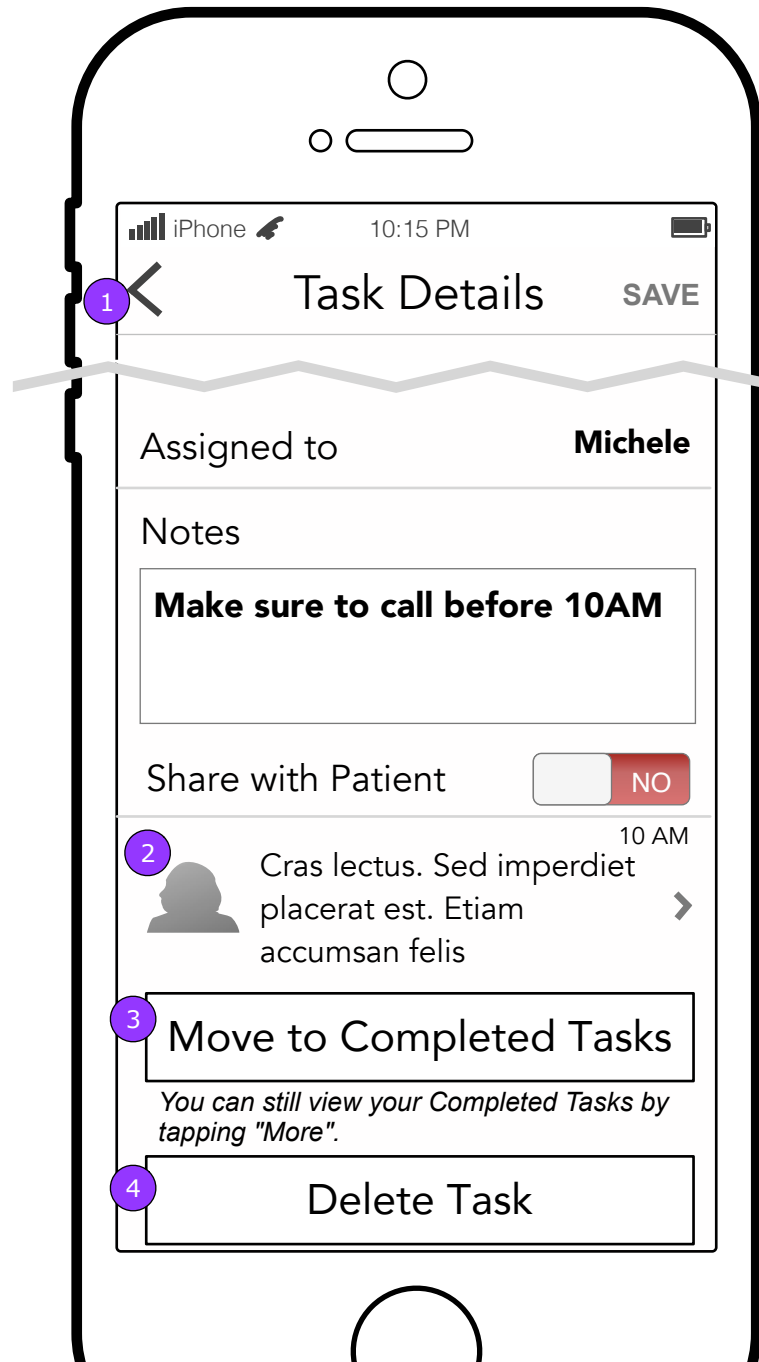 iPhone 10:15 PM
1
Task Details SAVE
Assigned to Michele
Notes
Make sure to call before 10AM
Share with Patient NO
2
10 AM
Cras lectus. Sed imperdiet
placerat est. Etiam
accumsan felis
3
Move to Completed Tasks
You can still view your Completed Tasks by
tapping "More".
4
Delete Task